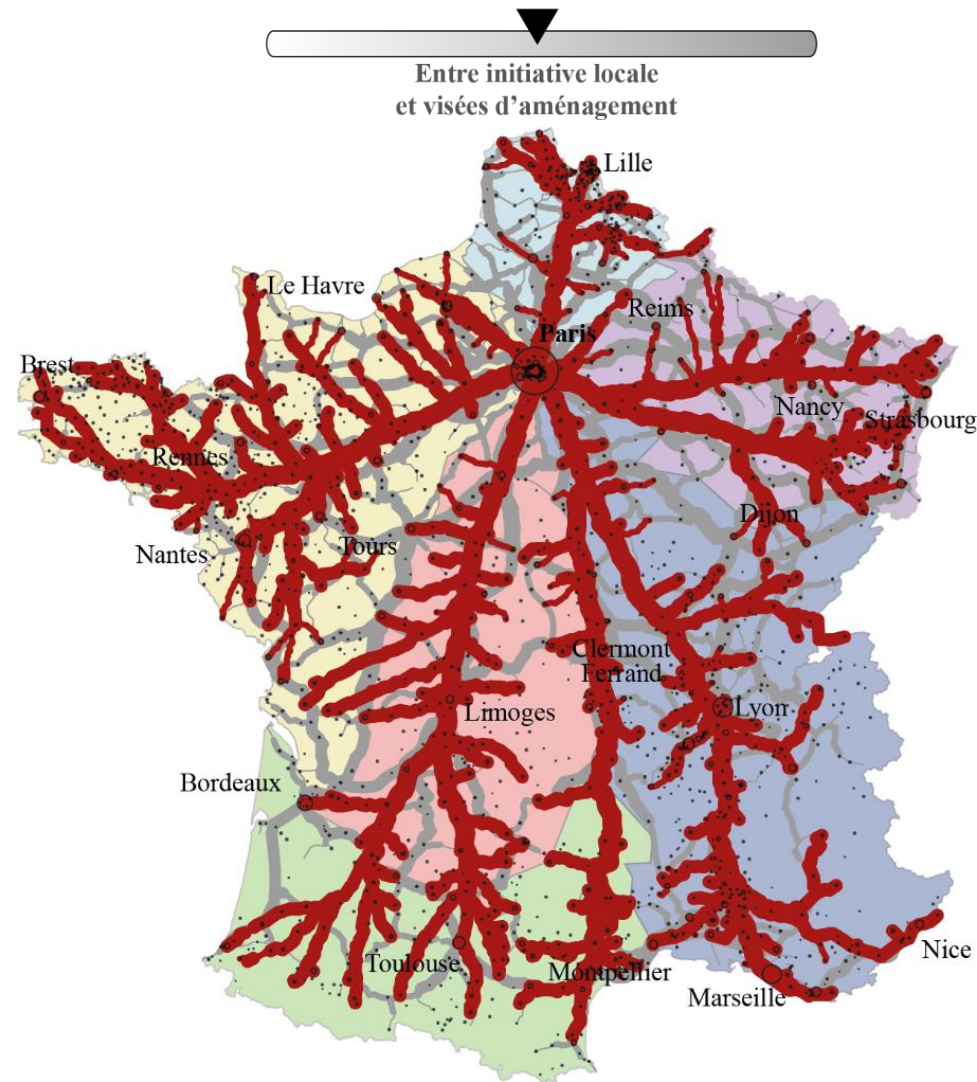 Entre initiative locale
et visées d'aménagement
Lille
Le Havre
Reims
Paris
Brest
Nancy
Strasbourg
Rennes
Dijon
Nantes
Tours
Clermont
Ferrand
Lyon
Limoges
Bordeaux
Toulouse
Montpellier
Nice
Marseille